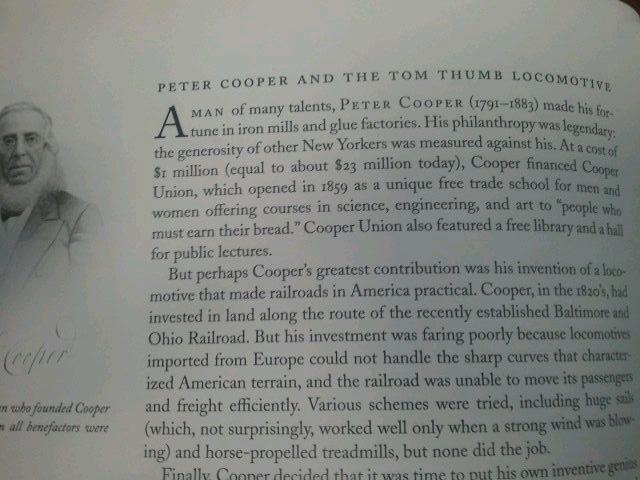 PETER COOPER AND THE TOM THUMB LOCOMOTIVE
A MAN of many talents, PETER COOPER (1791–1883) made his for-
tune in iron mills and glue factories. His philanthropy was legendary:
the generosity of other New Yorkers was measured against his. At a cost of
$1 million (equal to about $23 million today), Cooper financed Cooper
Union, which opened in 1859 as a unique free trade school for men and
women offering courses in science, engineering, and art to “people who
must earn their bread.” Cooper Union also featured a free library and a hall
for public lectures.
But perhaps Cooper’s greatest contribution was his invention of a loco-
motive that made railroads in America practical. Cooper, in the 1820’s, had
invested in land along the route of the recently established Baltimore and
Ohio Railroad. But his investment was faring poorly because locomotives
imported from Europe could not handle the sharp curves that character-
ized American terrain, and the railroad was unable to move its passengers
and freight efficiently. Various schemes were tried, including huge sails
(which, not surprisingly, worked well only when a strong wind was blow-
ing) and horse-propelled treadmills, but none did the job.
Finally, Cooper decided that it was time to put his own inventive genius
Cooper
en who founded Cooper
n all benefactors were